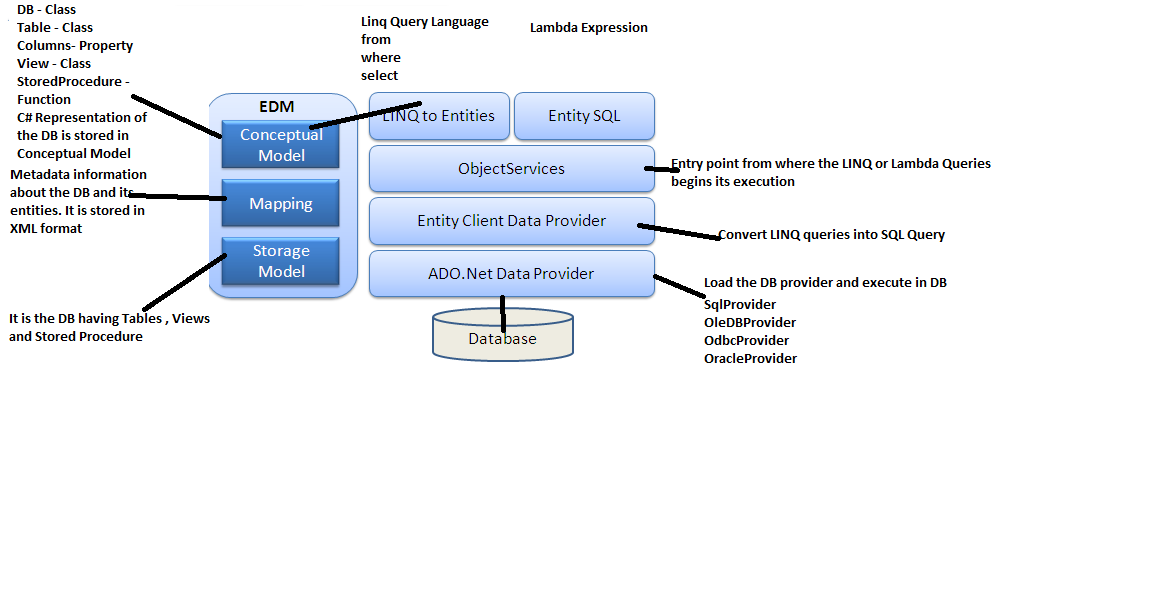 DB - Class
Table - Class
Columns- Property
View - Class
StoredProcedure -
Function
C# Representation of
the DB is stored in
Conceptual Model
Metadata information
about the DB and its
entities. It is stored in
XML format
It is the DB having Tables , Views
and Stored Procedure
EDM
Conceptual
Model
Mapping
Storage
Model
Linq Query Language
from
where
select
Lambda Expression
LINQ to Entities
Entity SQL
ObjectServices
Entity Client Data Provider
ADO.Net Data Provider
Database
Entry point from where the LINQ or Lambda Queries
begins its execution
Convert LINQ queries into SQL Query
Load the DB provider and execute in DB
SqlProvider
OleDBProvider
OdbcProvider
OracleProvider